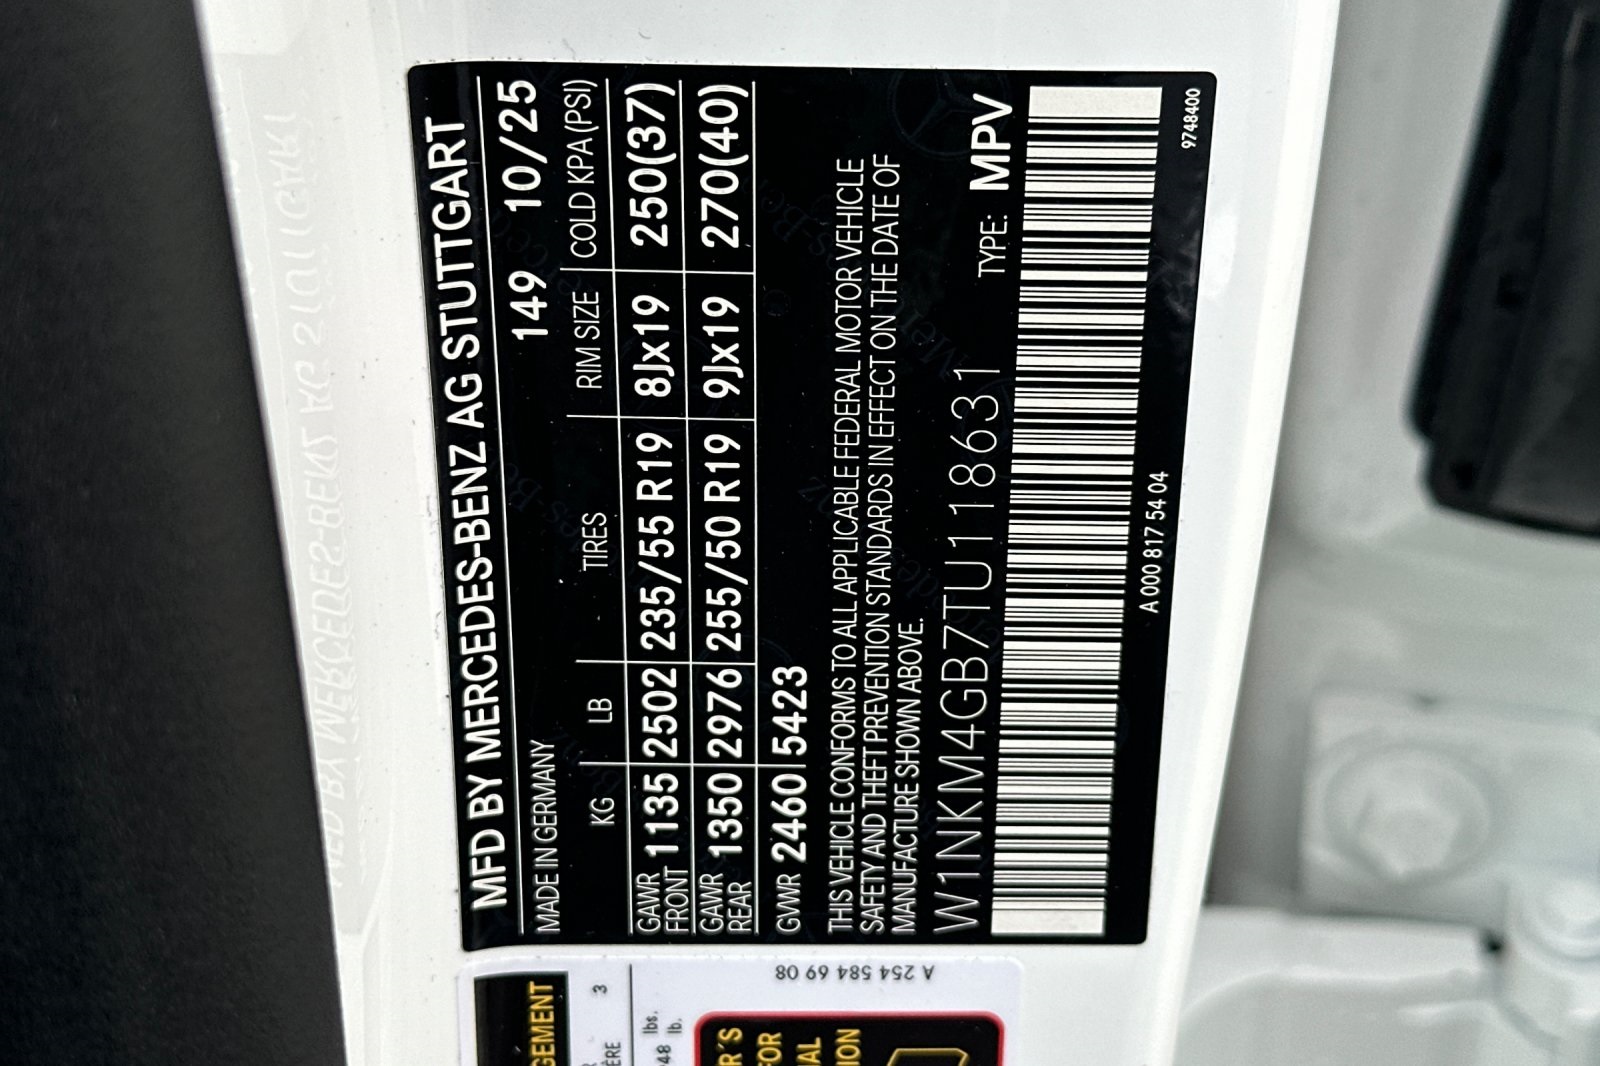 MFD BY MERCEDES-BENZ AG STUTTGART
MADE IN GERMANY 149 10/25
KG LB TIRES RIM SIZE COLD KPA (PSI)
GAWR FRONT 1135 2502 235/55 R19 8Jx19 250(37)
GAWR REAR 1350 2976 255/50 R19 9Jx19 270(40)
GVWR 2460 5423
THIS VEHICLE CONFORMS TO ALL APPLICABLE FEDERAL MOTOR VEHICLE
SAFETY AND THEFT PREVENTION STANDARDS IN EFFECT ON THE DATE OF
MANUFACTURE SHOWN ABOVE.
W1NKM4GB7TU118631 TYPE: MPV
A 000 817 54 04
9748400
A 254 584 69 08
GEMENT
3
lbs.
lb.